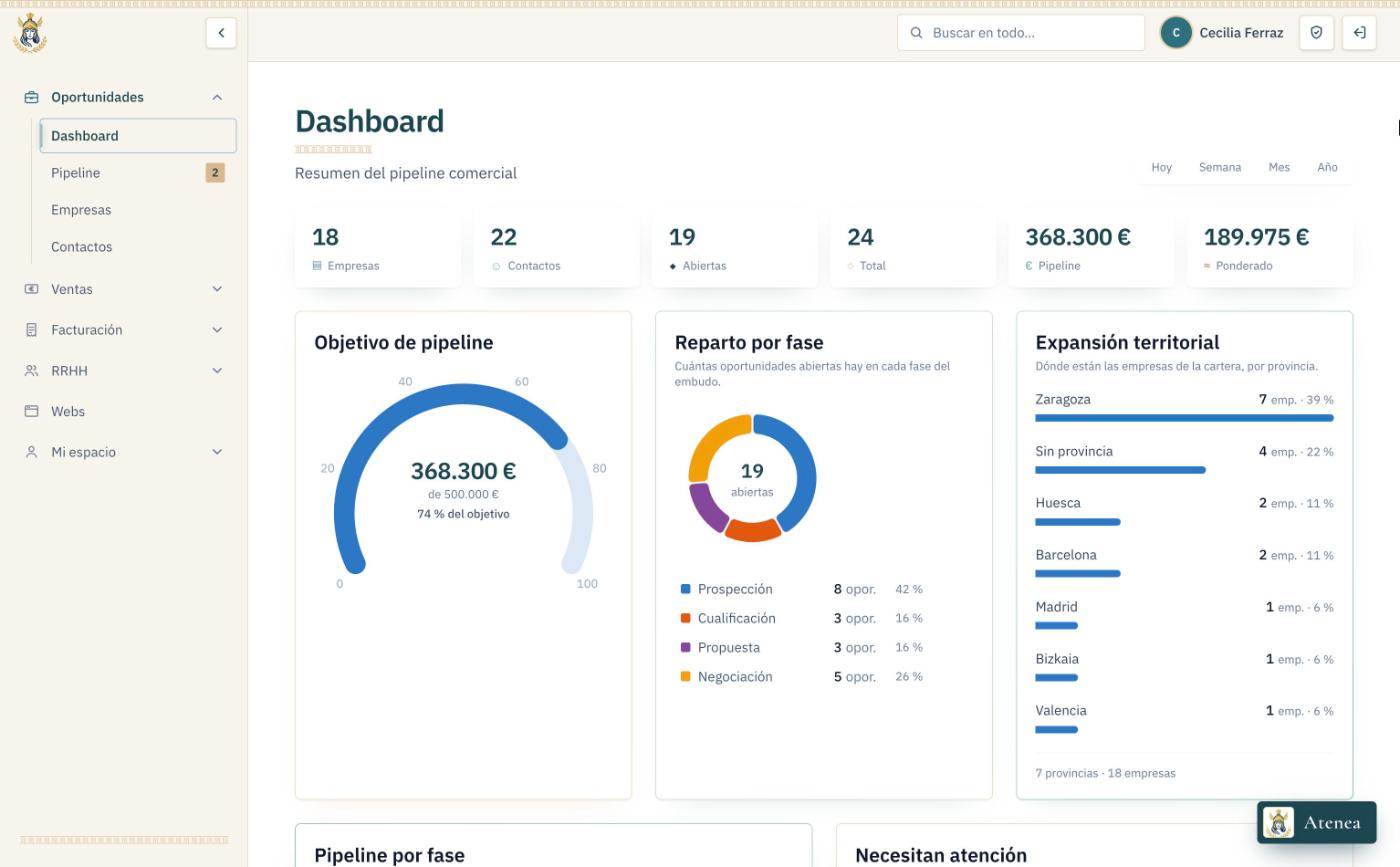 Buscar en todo...
C
Cecilia Ferraz
Oportunidades
Dashboard
Pipeline
2
Empresas
Contactos
Ventas
Facturación
RRHH
Webs
Mi espacio
Dashboard
Resumen del pipeline comercial
Hoy Semana Mes Año
18
Empresas
22
Contactos
19
Abiertas
24
Total
368.300 €
€ Pipeline
189.975 €
≈ Ponderado
Objetivo de pipeline
0
20
40
60
80
100
368.300 €
de 500.000 €
74 % del objetivo
Reparto por fase
Cuántas oportunidades abiertas hay en cada fase del
embudo.
19
abiertas
Prospección 8 opor. 42 %
Cualificación 3 opor. 16 %
Propuesta 3 opor. 16 %
Negociación 5 opor. 26 %
Expansión territorial
Dónde están las empresas de la cartera, por provincia.
Zaragoza 7 emp. · 39 %
Sin provincia 4 emp. · 22 %
Huesca 2 emp. · 11 %
Barcelona 2 emp. · 11 %
Madrid 1 emp. · 6 %
Bizkaia 1 emp. · 6 %
Valencia 1 emp. · 6 %
7 provincias · 18 empresas
Atenea
Pipeline por fase
Necesitan atención